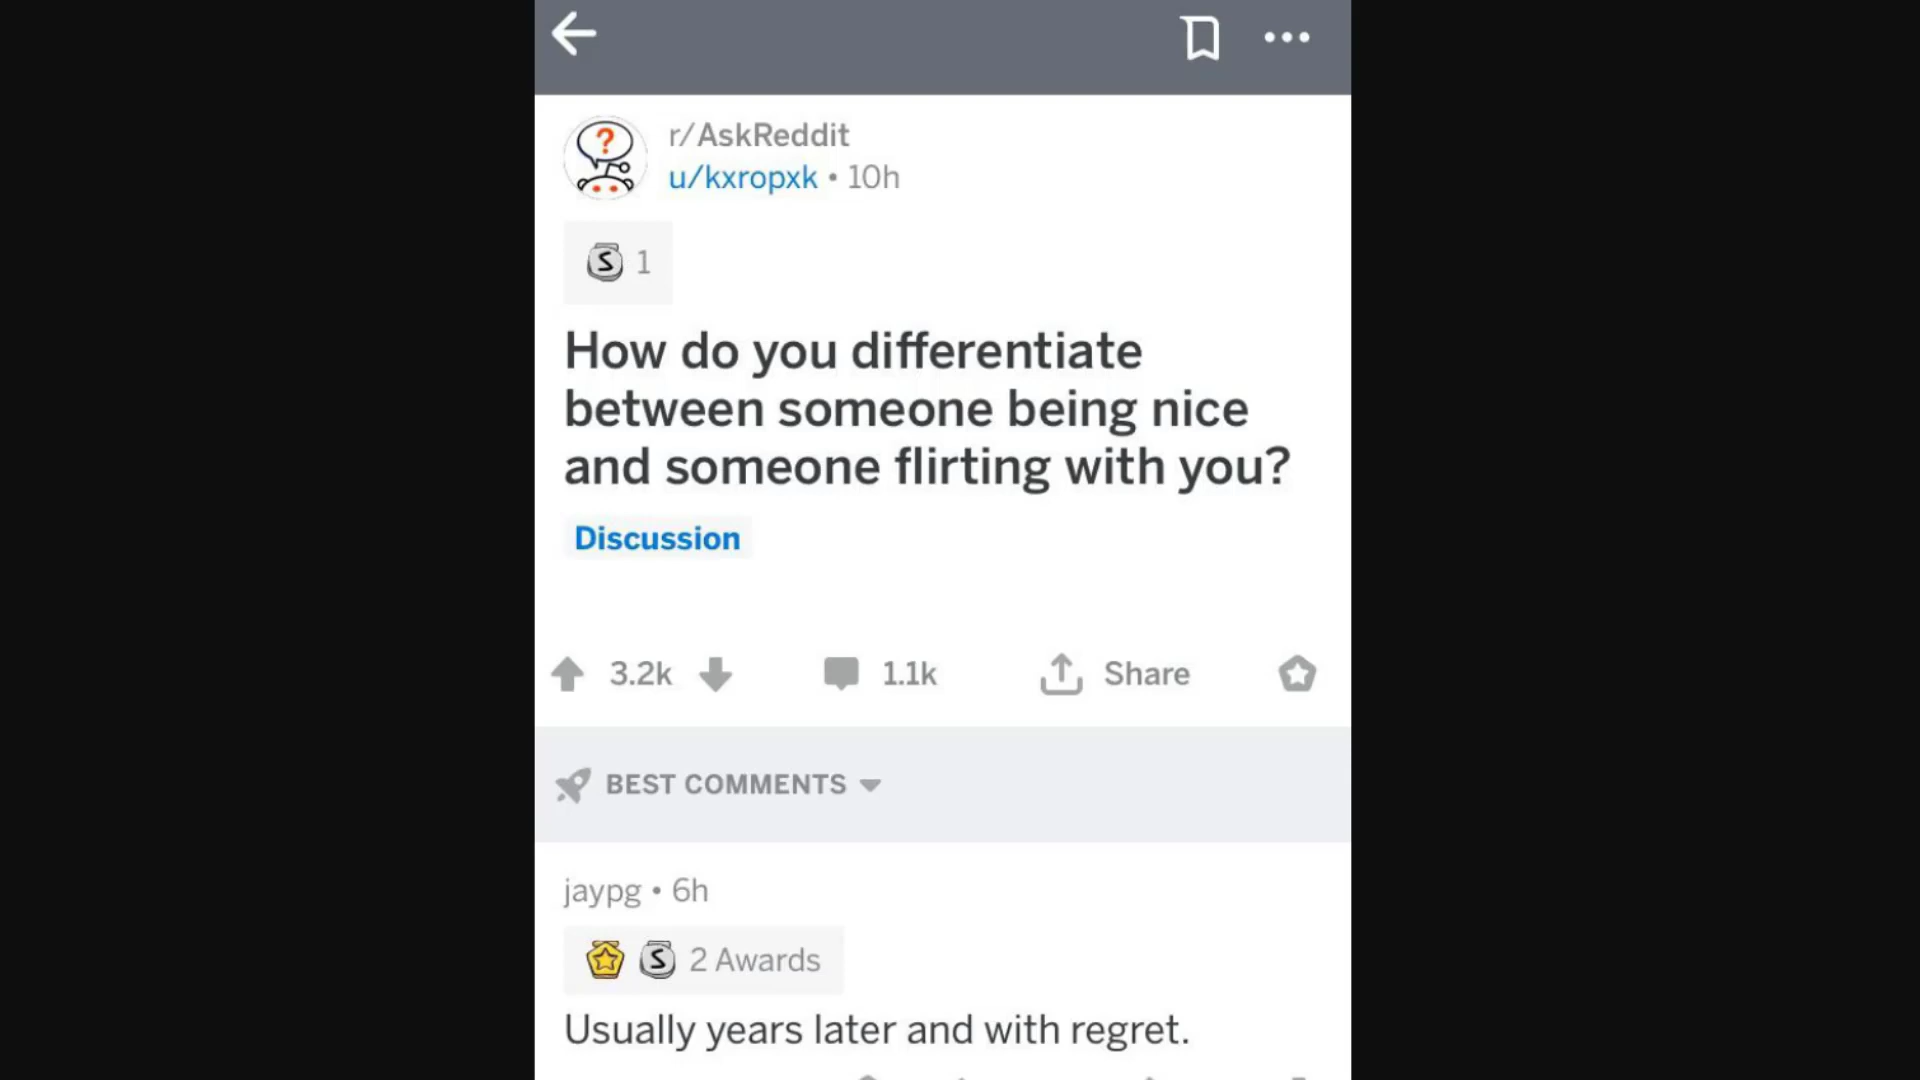 r/AskReddit
u/kxropxk • 10h
S 1
How do you differentiate
between someone being nice
and someone flirting with you?
Discussion
3.2k 1.1k Share
BEST COMMENTS
jaypg • 6h
S 2 Awards
Usually years later and with regret.